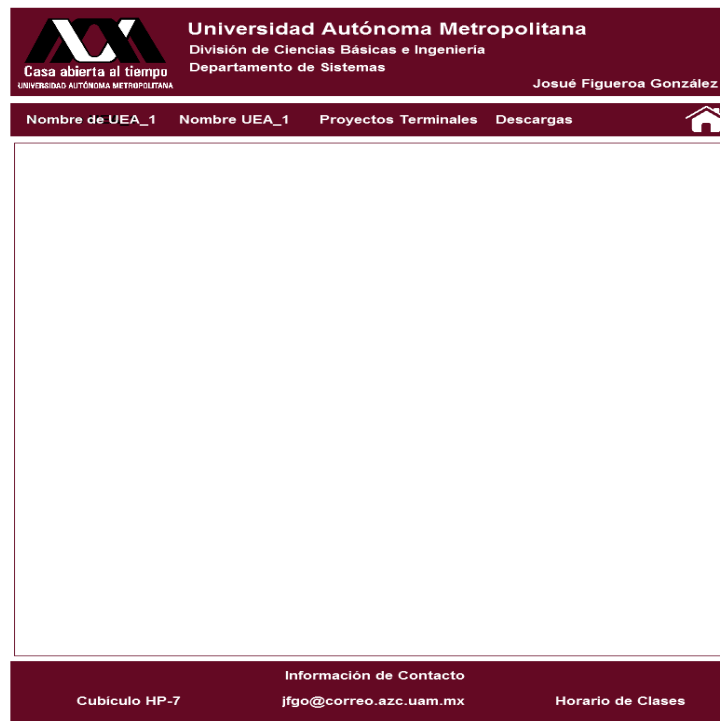 Universidad Autónoma Metropolitana
División de Ciencias Básicas e Ingeniería
Departamento de Sistemas
Casa abierta al tiempo
UNIVERSIDAD AUTÓNOMA METROPOLITANA
Josué Figueroa González
Nombre de UEA_1 Nombre UEA_1 Proyectos Terminales Descargas
Información de Contacto
Cubículo HP-7 jfgo@correo.azc.uam.mx Horario de Clases